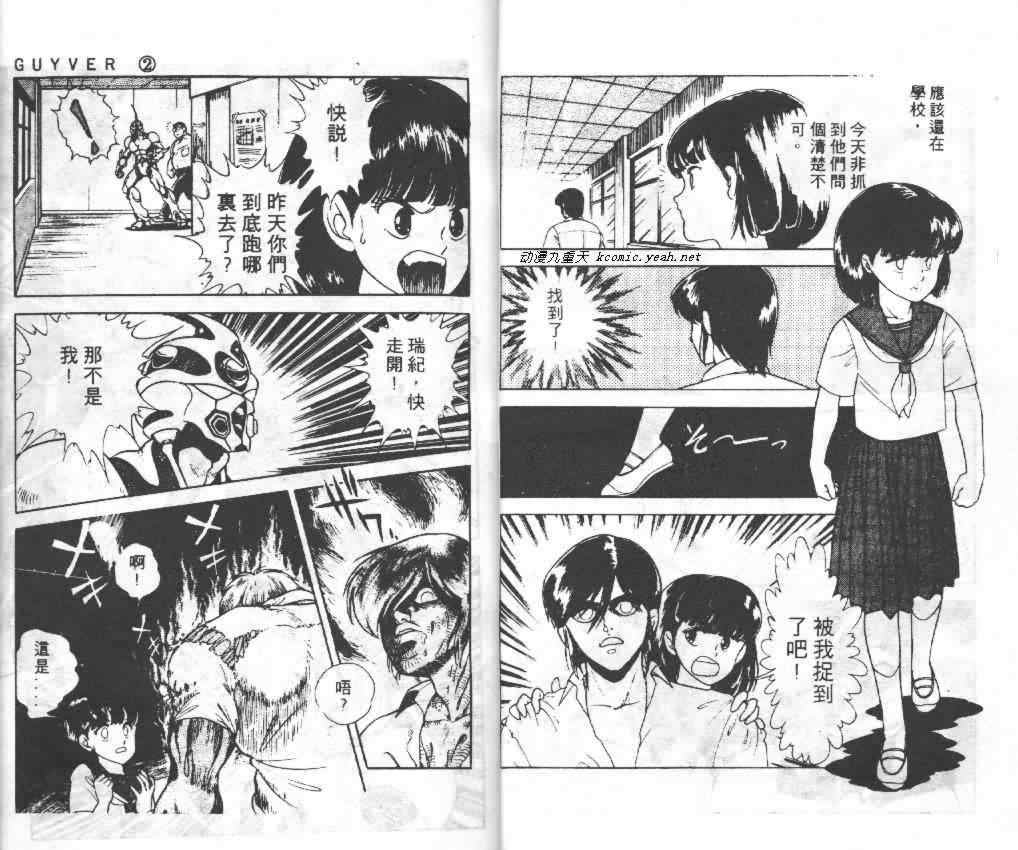 GUYVER ②
應該還在
學校，
今天非抓
到他們問
個清楚不
可。
动漫九重天 kcomic.yeah.net
找到了！
そ〜っ
被我捉到
了吧！
快説！
昨天你們
到底跑哪
裏去了？
！
瑞紀，快
走開！
那不是
我！
唔？
啊！
這是...